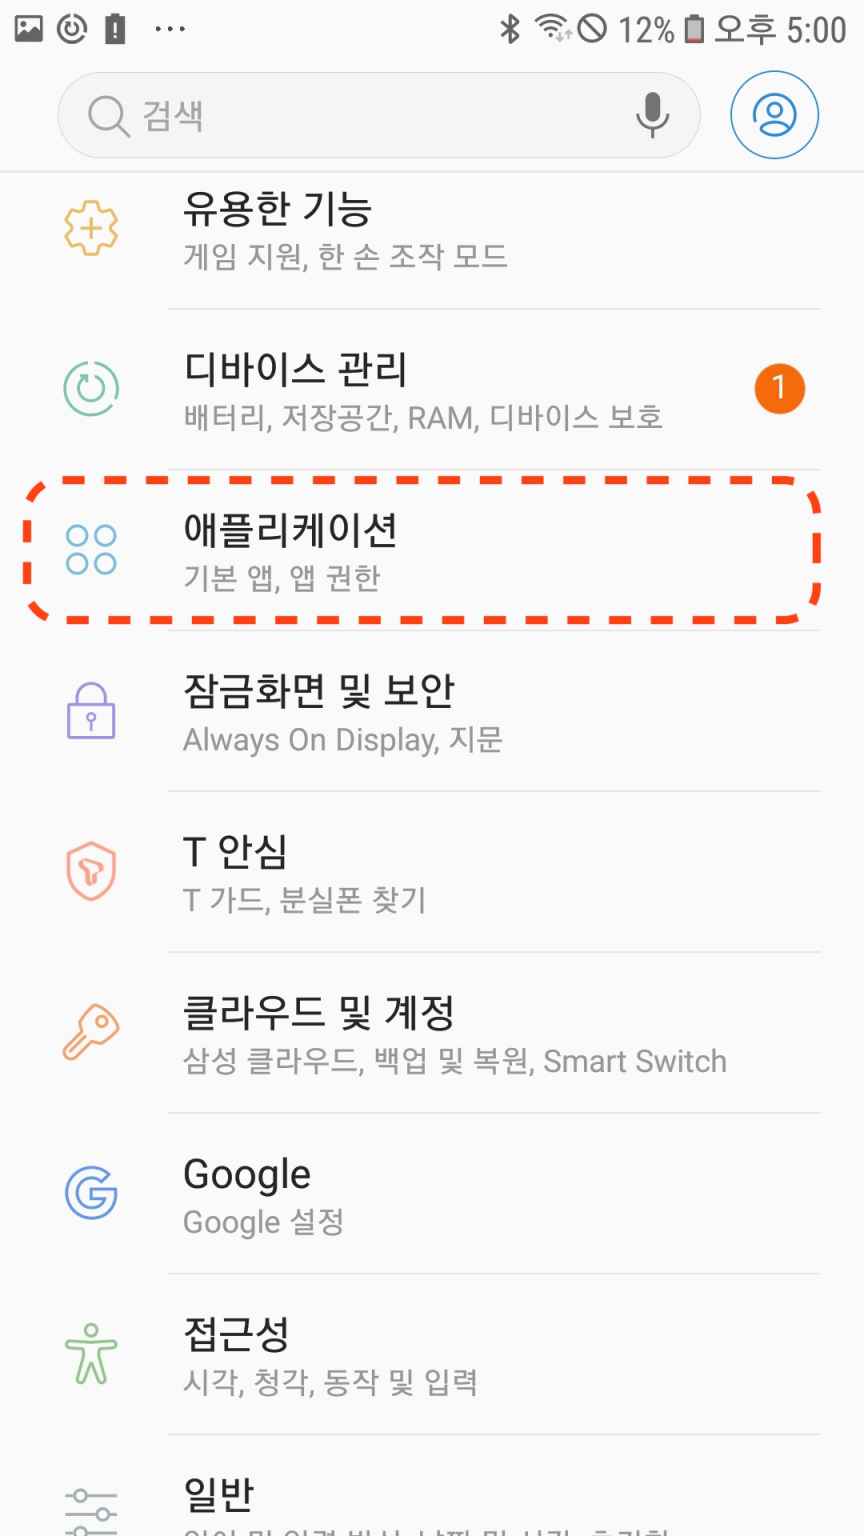 12% 오후 5:00
검색
유용한 기능
게임 지원, 한 손 조작 모드
디바이스 관리
배터리, 저장공간, RAM, 디바이스 보호
1
애플리케이션
기본 앱, 앱 권한
잠금화면 및 보안
Always On Display, 지문
T 안심
T 가드, 분실폰 찾기
클라우드 및 계정
삼성 클라우드, 백업 및 복원, Smart Switch
Google
Google 설정
접근성
시각, 청각, 동작 및 입력
일반